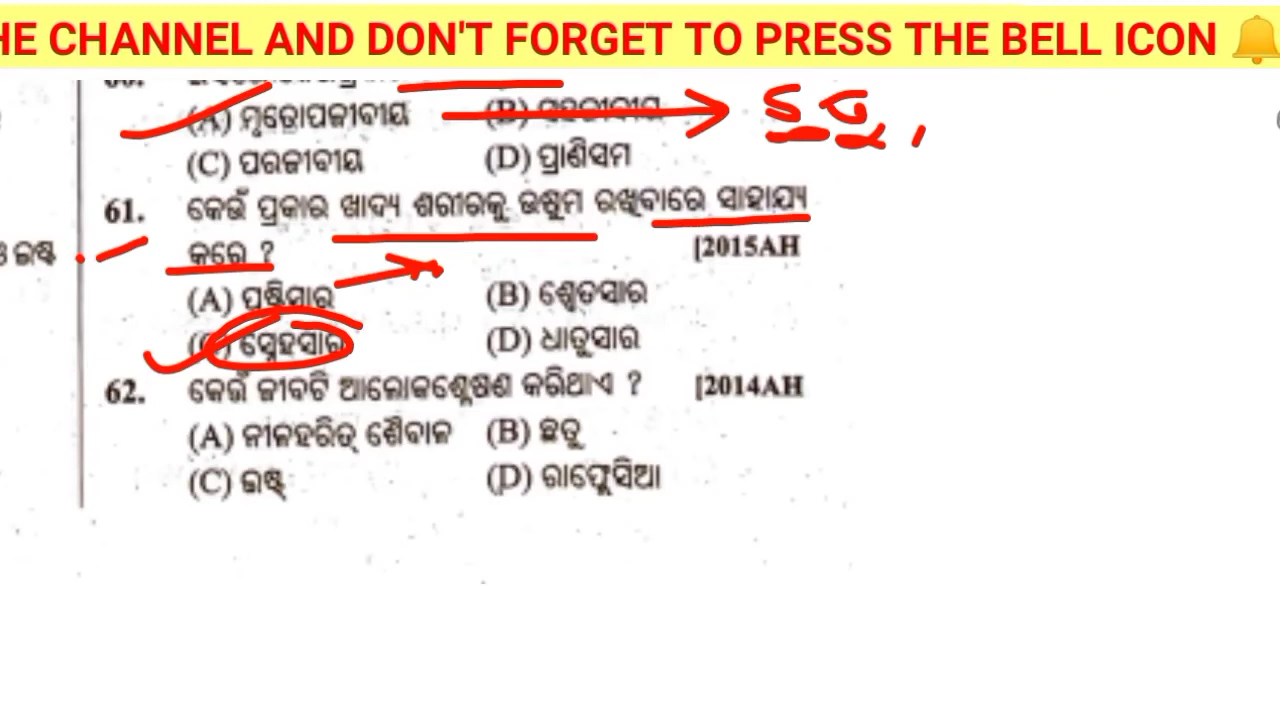 HE CHANNEL AND DON'T FORGET TO PRESS THE BELL ICON
(A) ମୃତୋପଜୀବୀୟ (B) ସହଜୀବୀୟ
(C) ପରଜୀବୀୟ (D) ପ୍ରାଣିସମ
61. କେଉଁ ପ୍ରକାର ଖାଦ୍ୟ ଶରୀରକୁ ଉଷୁମ ରଖିବାରେ ସାହାଯ୍ୟ
କରେ ? [2015AH
(A) ପୁଷ୍ଟିସାର (B) ଶ୍ଵେତସାର
(C) ସ୍ନେହସାର (D) ଧାତୁସାର
62. କେଉଁ ଜୀବଟି ଆଲୋକଶ୍ଳେଷଣ କରିଥାଏ ? [2014AH
(A) ନୀଳହରିତ୍ ଶୈବାଳ (B) ଛତୁ
(C) ଇଷ୍ଟ୍ (D) ରାଫ୍ଲେସିଆ
ଇଷ୍ଟ